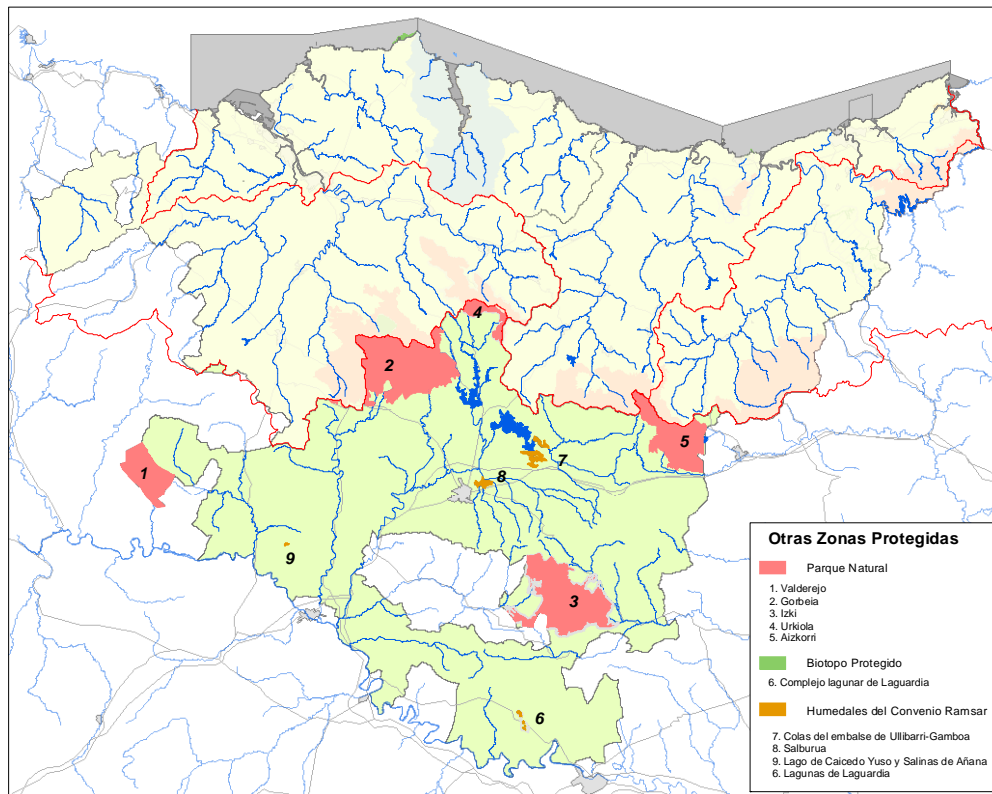 4
2
5
1
7
8
9
3
6
Otras Zonas Protegidas
Parque Natural
1. Valderejo
2. Gorbeia
3. Izki
4. Urkiola
5. Aizkorri
Biotopo Protegido
6. Complejo lagunar de Laguardia
Humedales del Convenio Ramsar
7. Colas del embalse de Ullibarri-Gamboa
8. Salburua
9. Lago de Caicedo Yuso y Salinas de Añana
6. Lagunas de Laguardia